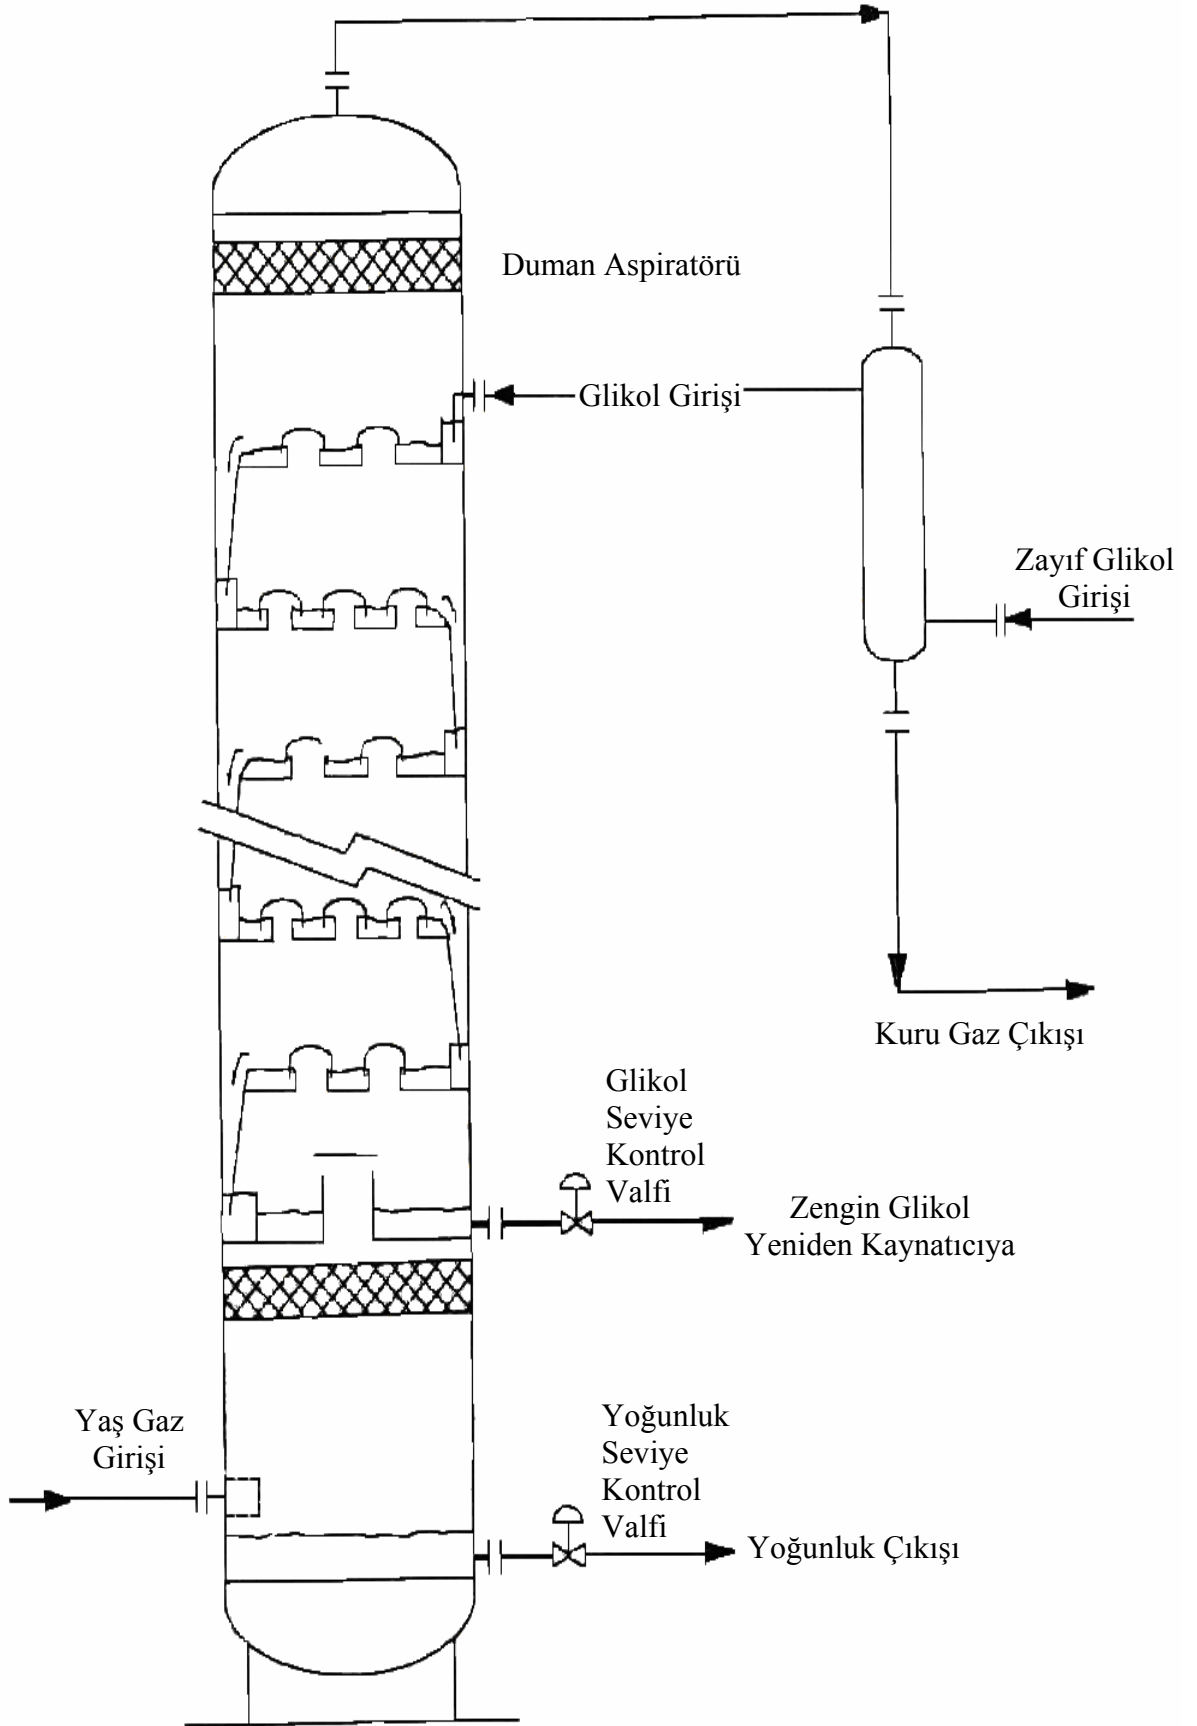 Duman Aspiratörü
Glikol Girişi
Zayıf Glikol
Girişi
Kuru Gaz Çıkışı
Glikol
Seviye
Kontrol
Valfi
Zengin Glikol
Yeniden Kaynatıcıya
Yaş Gaz
Girişi
Yoğunluk
Seviye
Kontrol
Valfi
Yoğunluk Çıkışı